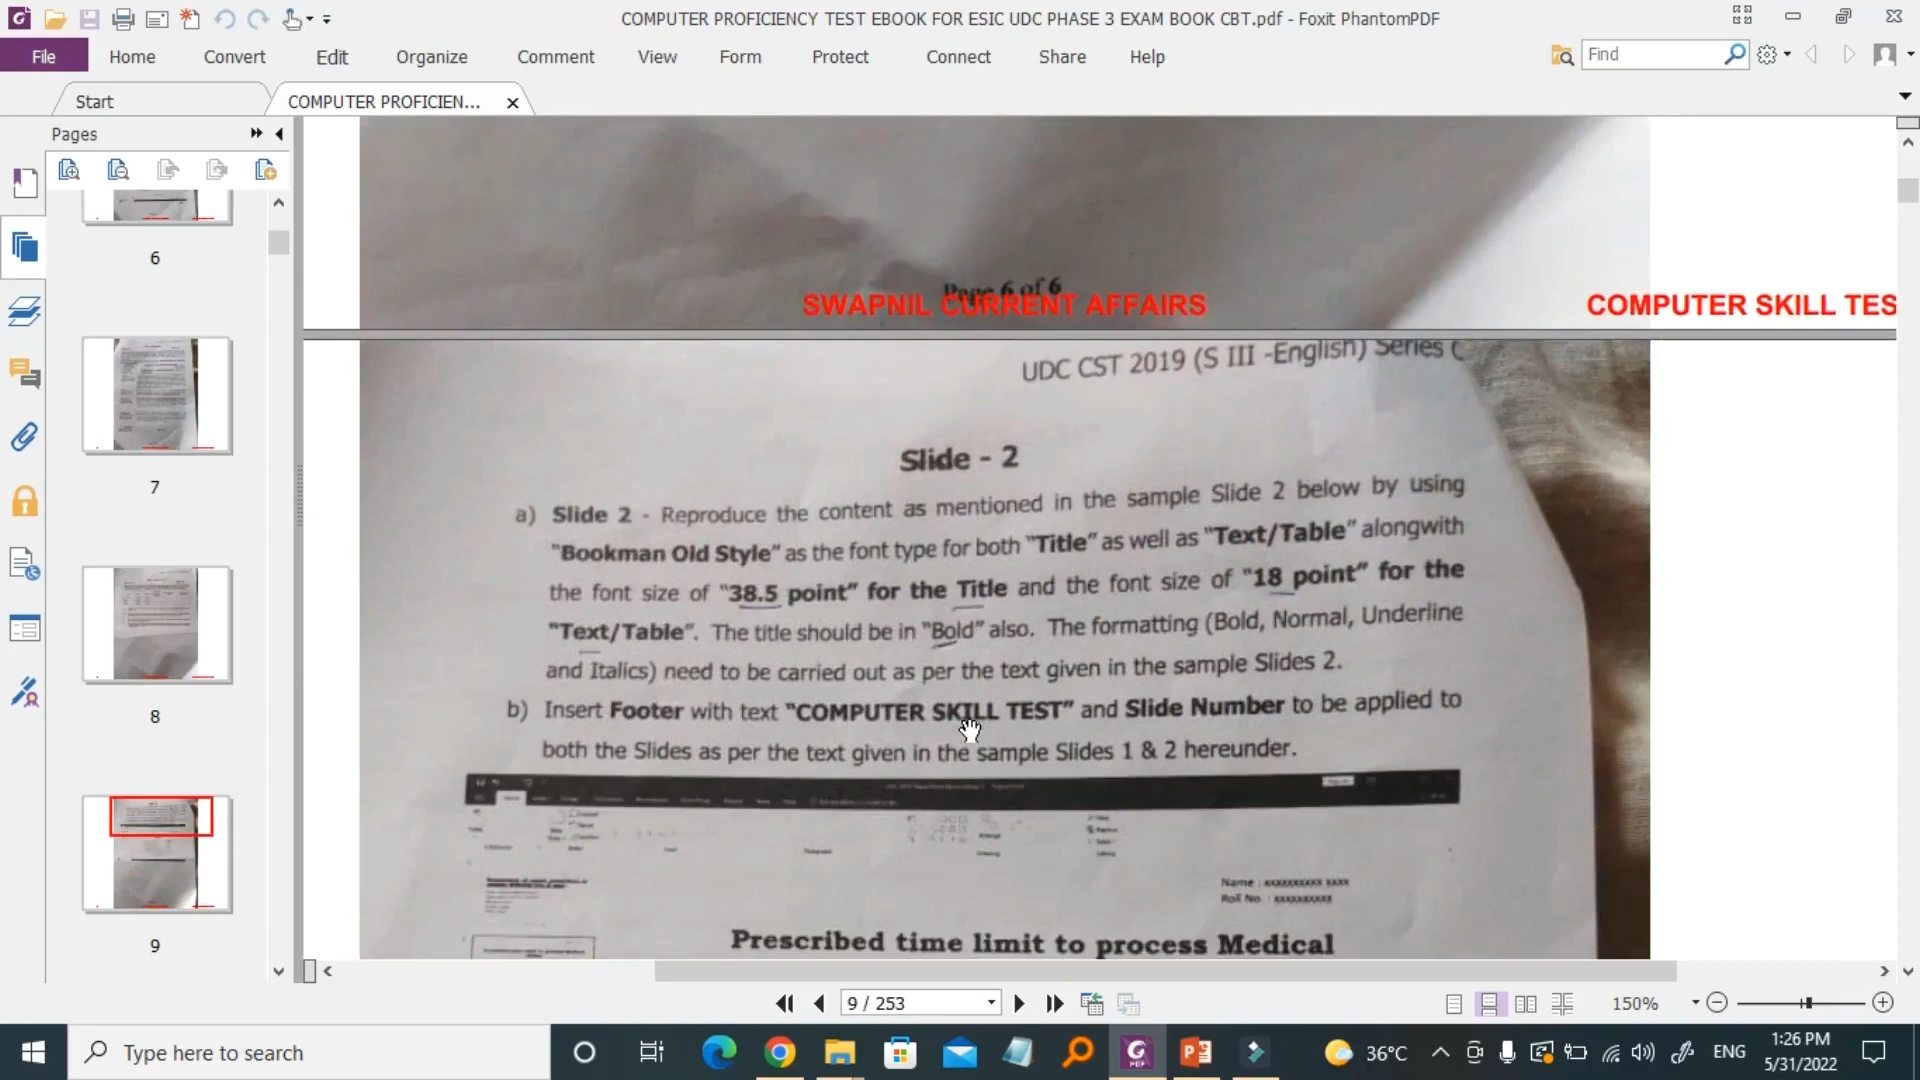 COMPUTER PROFICIENCY TEST EBOOK FOR ESIC UDC PHASE 3 EXAM BOOK CBT.pdf - Foxit PhantomPDF
File Home Convert Edit Organize Comment View Form Protect Connect Share Help
Find
Start
COMPUTER PROFICIEN...
Pages
6
7
8
9
Page 6 of 6
SWAPNIL CURRENT AFFAIRS
COMPUTER SKILL TES
UDC CST 2019 (S III -English) Series
Slide - 2
a) Slide 2 - Reproduce the content as mentioned in the sample Slide 2 below by using
"Bookman Old Style" as the font type for both "Title" as well as "Text/Table" alongwith
the font size of "38.5 point" for the Title and the font size of "18 point" for the
"Text/Table". The title should be in "Bold" also. The formatting (Bold, Normal, Underline
and Italics) need to be carried out as per the text given in the sample Slides 2.
b) Insert Footer with text "COMPUTER SKILL TEST" and Slide Number to be applied to
both the Slides as per the text given in the sample Slides 1 & 2 hereunder.
Name : xxxxxxxxxx xxxx
Roll No. : xxxxxxxxxx
Prescribed time limit to process Medical
9 / 253
150%
Type here to search
36°C
ENG
1:26 PM
5/31/2022